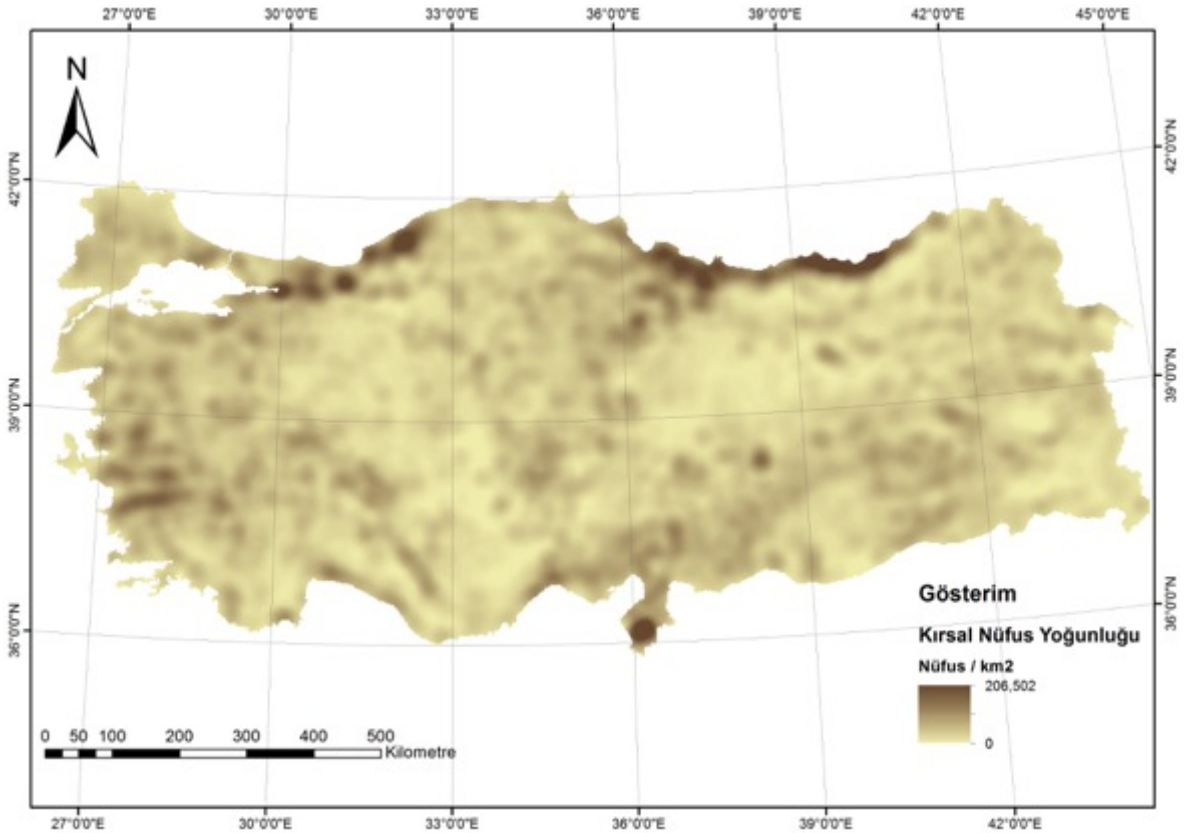 27°0'0"E 30°0'0"E 33°0'0"E 36°0'0"E 39°0'0"E 42°0'0"E 45°0'0"E
N
42°0'0"N
42°0'0"N
39°0'0"N
39°0'0"N
36°0'0"N
36°0'0"N
Gösterim
Kırsal Nüfus Yoğunluğu
Nüfus / km2
206,502
0
0 50 100 200 300 400 500
Kilometre
27°0'0"E 30°0'0"E 33°0'0"E 36°0'0"E 39°0'0"E 42°0'0"E